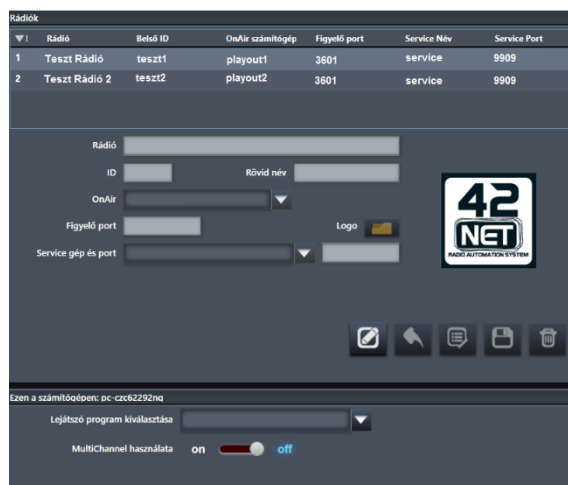 Rádiók
Rádió Belső ID OnAir számítógép Figyelő port Service Név Service Port
1 Teszt Rádió teszt1 playout1 3601 service 9909
2 Teszt Rádió 2 teszt2 playout2 3601 service 9909
Rádió
ID Rövid név
OnAir
Figyelő port Logo
Service gép és port
42
NET
RADIO AUTOMATION SYSTEM
Ezen a számítógépen: pc-czc62292nq
Lejátszó program kiválasztása
MultiChannel használata on off